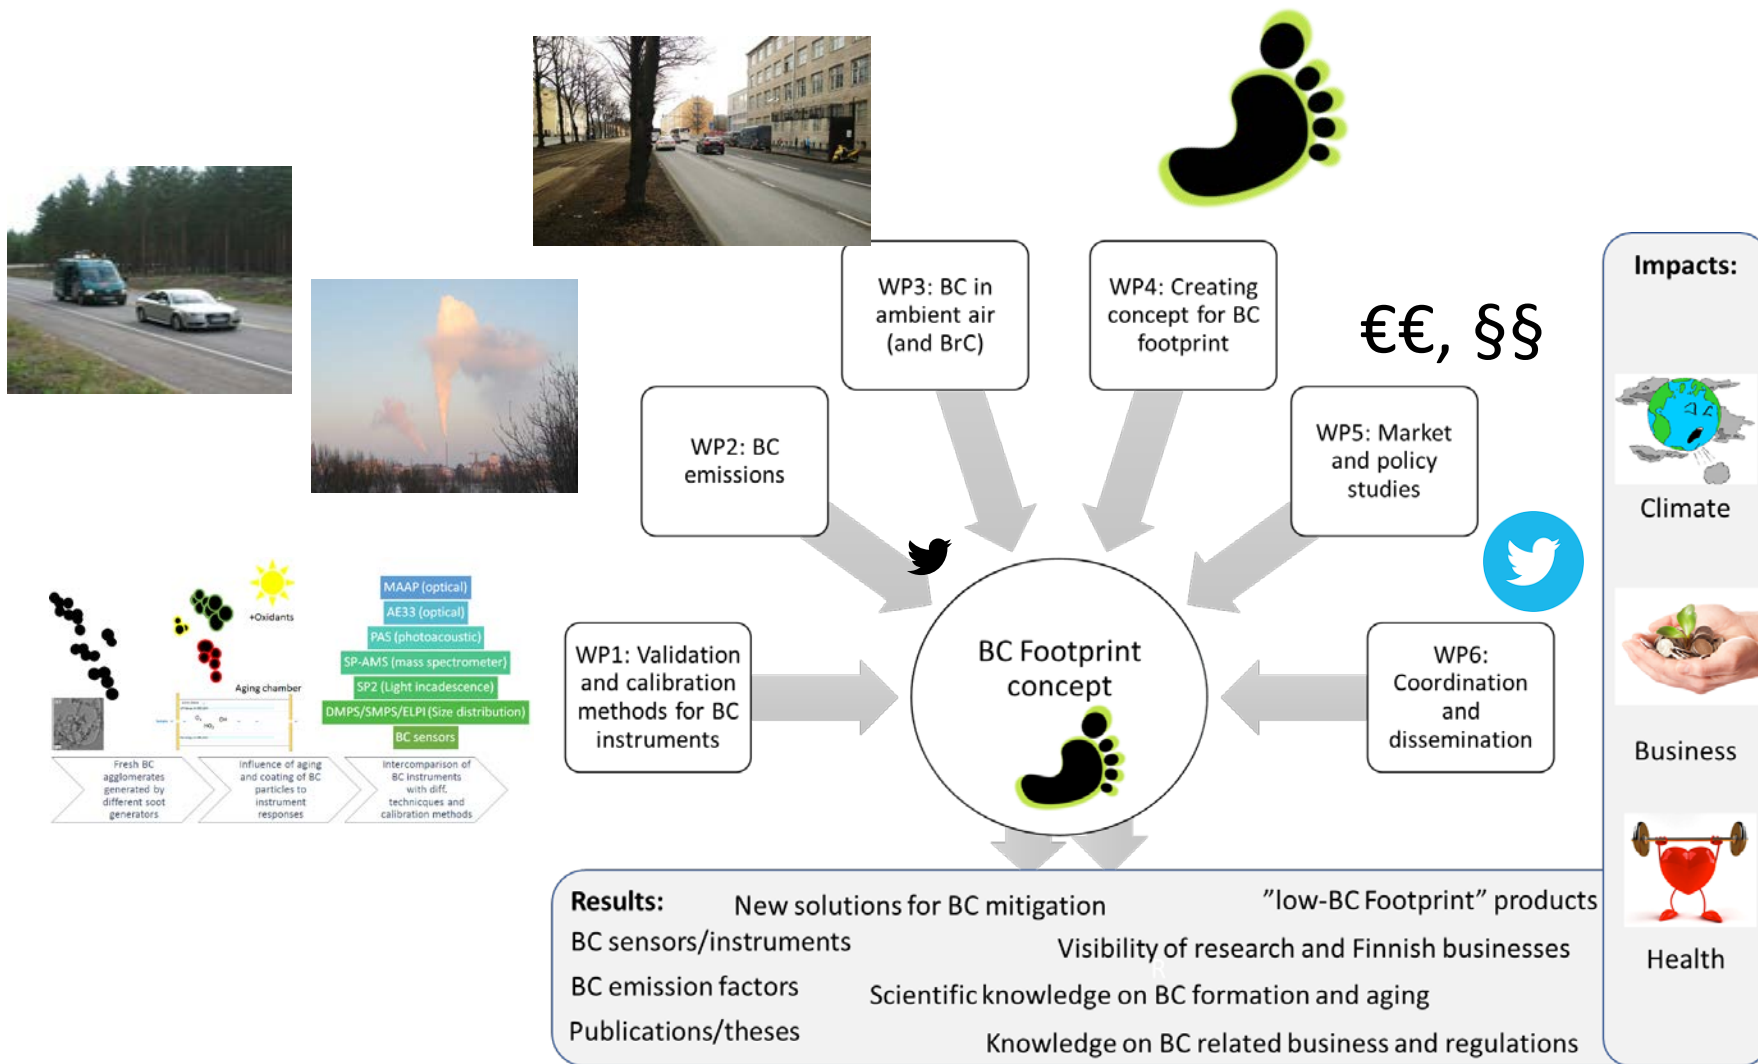 WP3: BC in
ambient air
(and BrC)
WP4: Creating
concept for BC
footprint
€€, §§
WP2: BC
emissions
WP5: Market
and policy
studies
WP1: Validation
and calibration
methods for BC
instruments
BC Footprint
concept
WP6:
Coordination
and
dissemination
+Oxidants
Aging chamber
OH
HO₂
MAAP (optical)
AE33 (optical)
PAS (photoacoustic)
SP-AMS (mass spectrometer)
SP2 (Light incadescence)
DMPS/SMPS/ELPI (Size distribution)
BC sensors
Fresh BC
agglomerates
generated by
different soot
generators
Influence of aging
and coating of BC
particles to
instrument
responses
Intercomparison of
BC instruments
with diff.
technicques and
calibration methods
Results:
New solutions for BC mitigation
"low-BC Footprint" products
BC sensors/instruments
Visibility of research and Finnish businesses
R
BC emission factors
Scientific knowledge on BC formation and aging
Publications/theses
Knowledge on BC related business and regulations
Impacts:
Climate
Business
Health